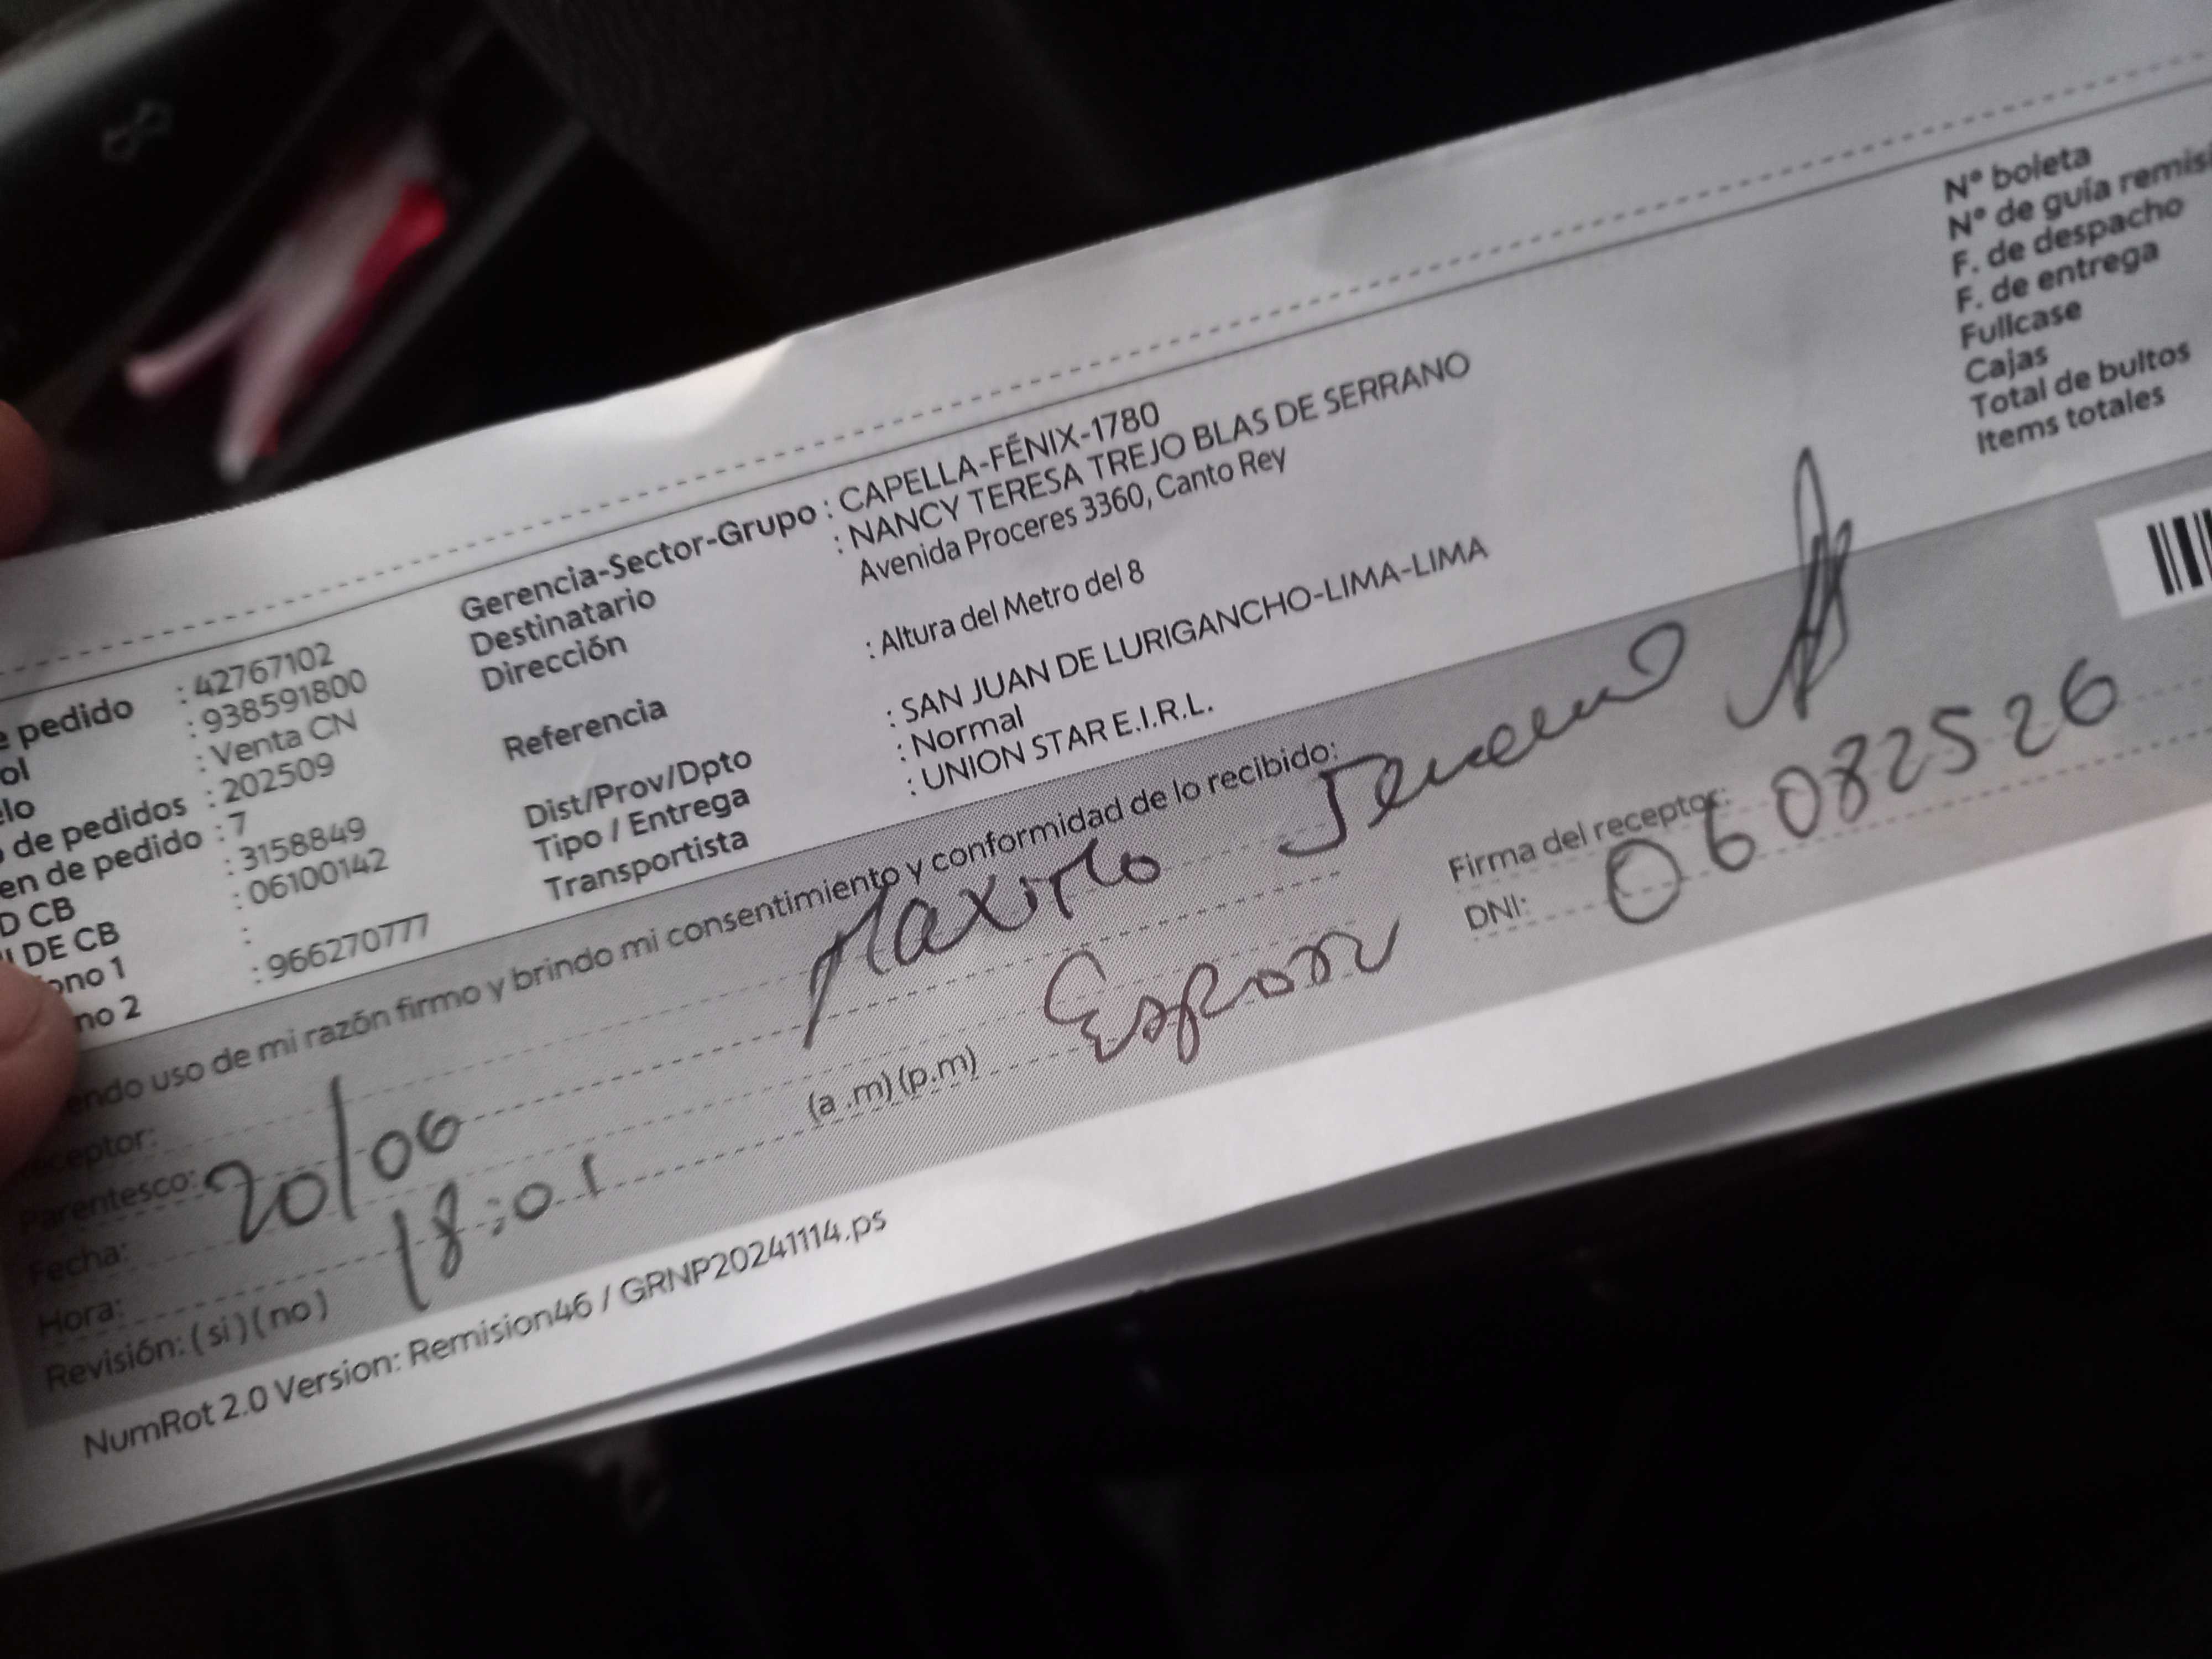 e pedido : 42767102
ol : 938591800
elo : Venta CN
o de pedidos : 202509
en de pedido : 7
D CB : 3158849
I DE CB : 06100142
ono 1 :
no 2 : 966270777
Gerencia-Sector-Grupo : CAPELLA-FÉNIX-1780
Destinatario : NANCY TERESA TREJO BLAS DE SERRANO
Dirección Avenida Proceres 3360, Canto Rey
Referencia : Altura del Metro del 8
Dist/Prov/Dpto : SAN JUAN DE LURIGANCHO-LIMA-LIMA
Tipo / Entrega : Normal
Transportista : UNION STAR E.I.R.L.
N° boleta
N° de guía remisi
F. de despacho
F. de entrega
Fullcase
Cajas
Total de bultos
Items totales
endo uso de mi razón firmo y brindo mi consentimiento y conformidad de lo recibido:
eceptor: Maximo Serrano
Parentesco: Esposo
Fecha: 20/06
Hora: 18:01 (a .m) (p.m)
Revisión: (si) (no)
Firma del receptor:
DNI: 06082526
NumRot 2.0 Version: Remision46 / GRNP20241114.ps